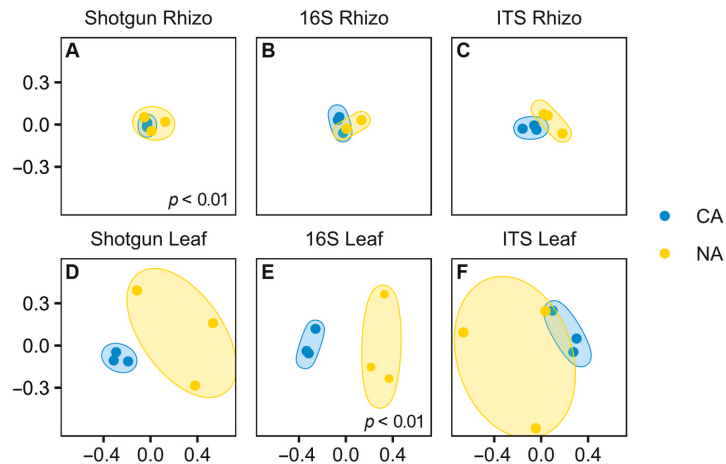 Shotgun Rhizo 16S Rhizo ITS Rhizo
A B C
0.3
0.0
−0.3
p < 0.01
CA
NA
Shotgun Leaf 16S Leaf ITS Leaf
D E F
0.3
0.0
−0.3
p < 0.01
−0.4 0.0 0.4 −0.4 0.0 0.4 −0.4 0.0 0.4